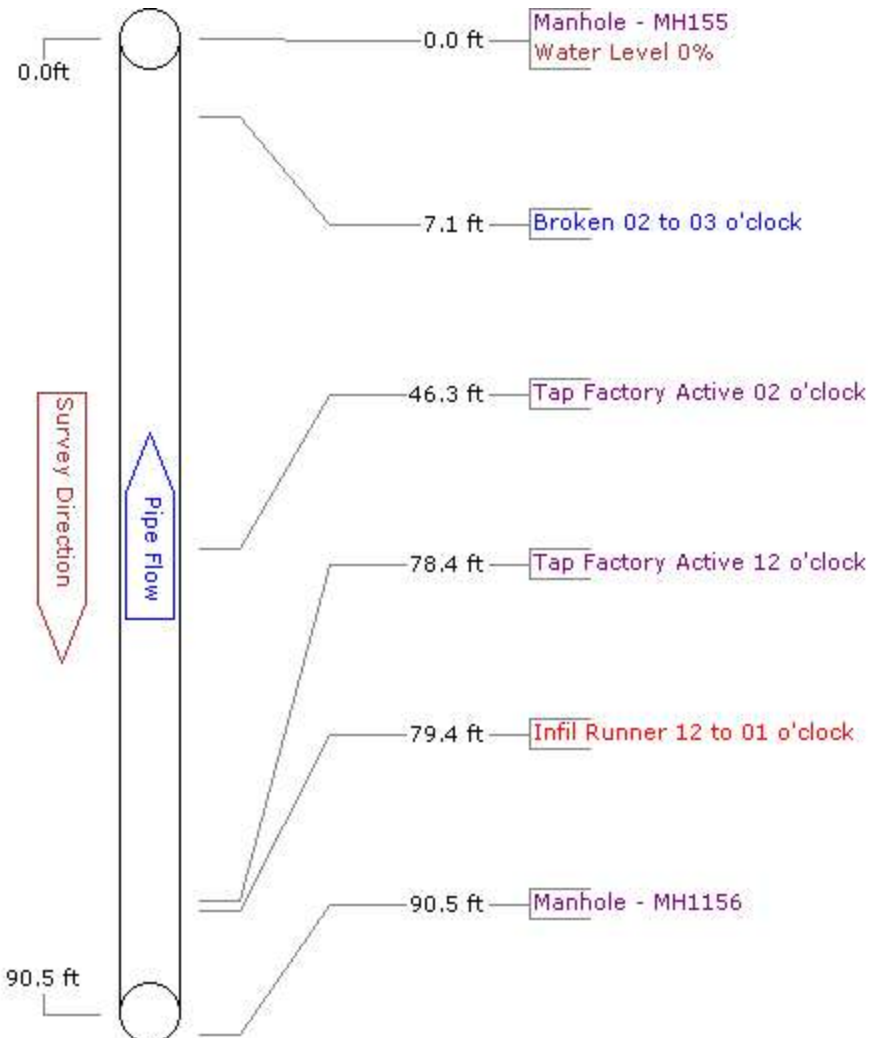 0.0ft
0.0 ft
Manhole - MH155
Water Level 0%
7.1 ft
Broken 02 to 03 o'clock
46.3 ft
Tap Factory Active 02 o'clock
Survey Direction
Pipe Flow
78.4 ft
Tap Factory Active 12 o'clock
79.4 ft
Infil Runner 12 to 01 o'clock
90.5 ft
Manhole - MH1156
90.5 ft